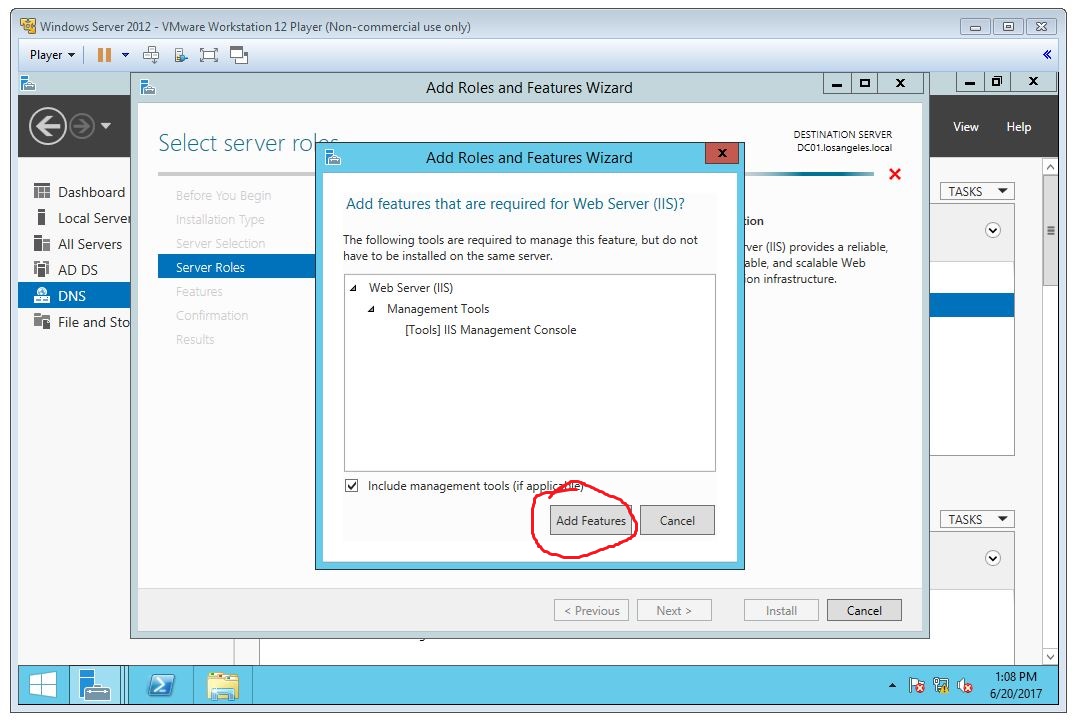 Windows Server 2012 - VMware Workstation 12 Player (Non-commercial use only)
Player
Add Roles and Features Wizard
View Help
Select server roles
DESTINATION SERVER
DC01.losangeles.local
Add Roles and Features Wizard
Dashboard
Local Server
All Servers
AD DS
DNS
File and Sto
Before You Begin
Installation Type
Server Selection
Server Roles
Features
Confirmation
Results
Add features that are required for Web Server (IIS)?
The following tools are required to manage this feature, but do not
have to be installed on the same server.
Web Server (IIS)
Management Tools
[Tools] IIS Management Console
Include management tools (if applicable)
Add Features Cancel
tion
rver (IIS) provides a reliable,
able, and scalable Web
ion infrastructure.
TASKS
TASKS
< Previous Next > Install Cancel
1:08 PM
6/20/2017